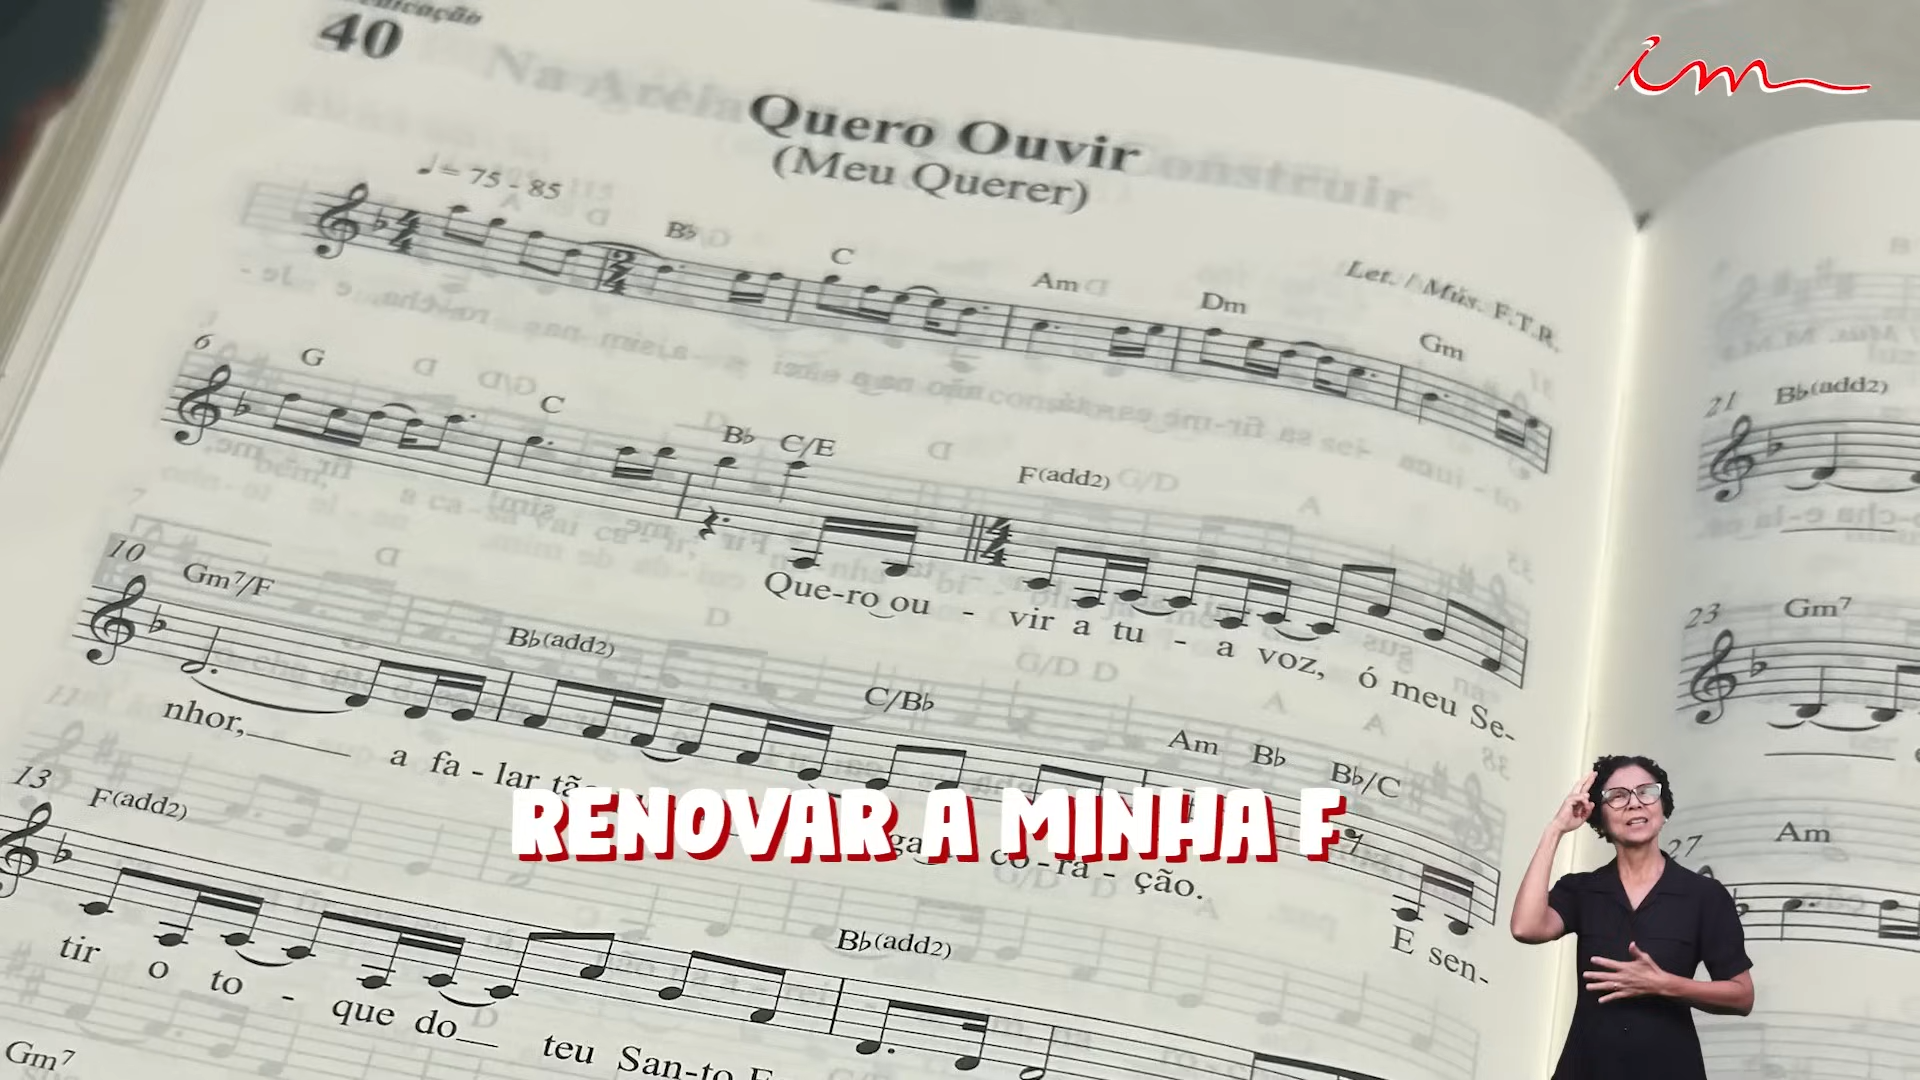 40
Quero Ouvir
(Meu Querer)
♩= 75 - 85
Let. / Mús. F.T.R.
B♭ C Am Dm Gm
6 G C B♭ C/E F(add2)
Que-ro ou - vir a tu - a voz, ó meu Se-
10 Gm7/F B♭(add2) C/B♭ Am B♭ B♭/C
nhor, a fa - lar co - ra - ção. E sen-
13 F(add2) B♭(add2)
tir o to - que do teu San-to
Gm7
21 B♭(add2)
23 Gm7
27 Am
RENOVAR A MINHA F
im